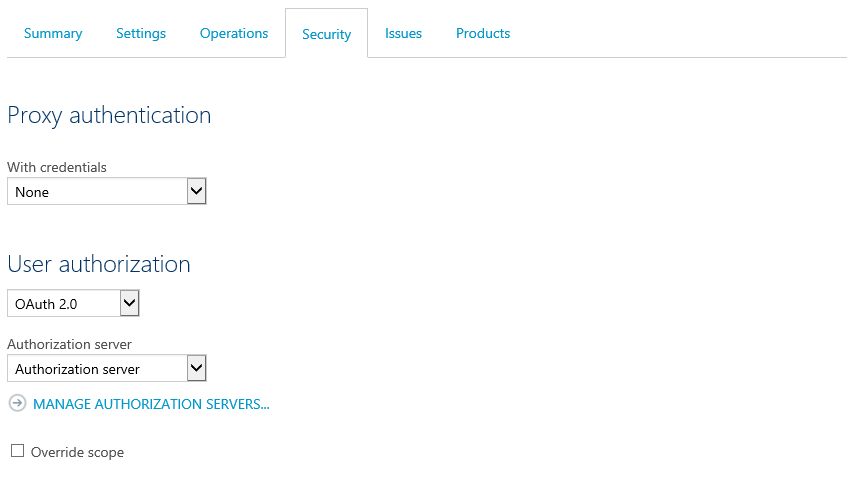 Summary Settings Operations Security Issues Products
Proxy authentication
With credentials
None
User authorization
OAuth 2.0
Authorization server
Authorization server
MANAGE AUTHORIZATION SERVERS...
Override scope